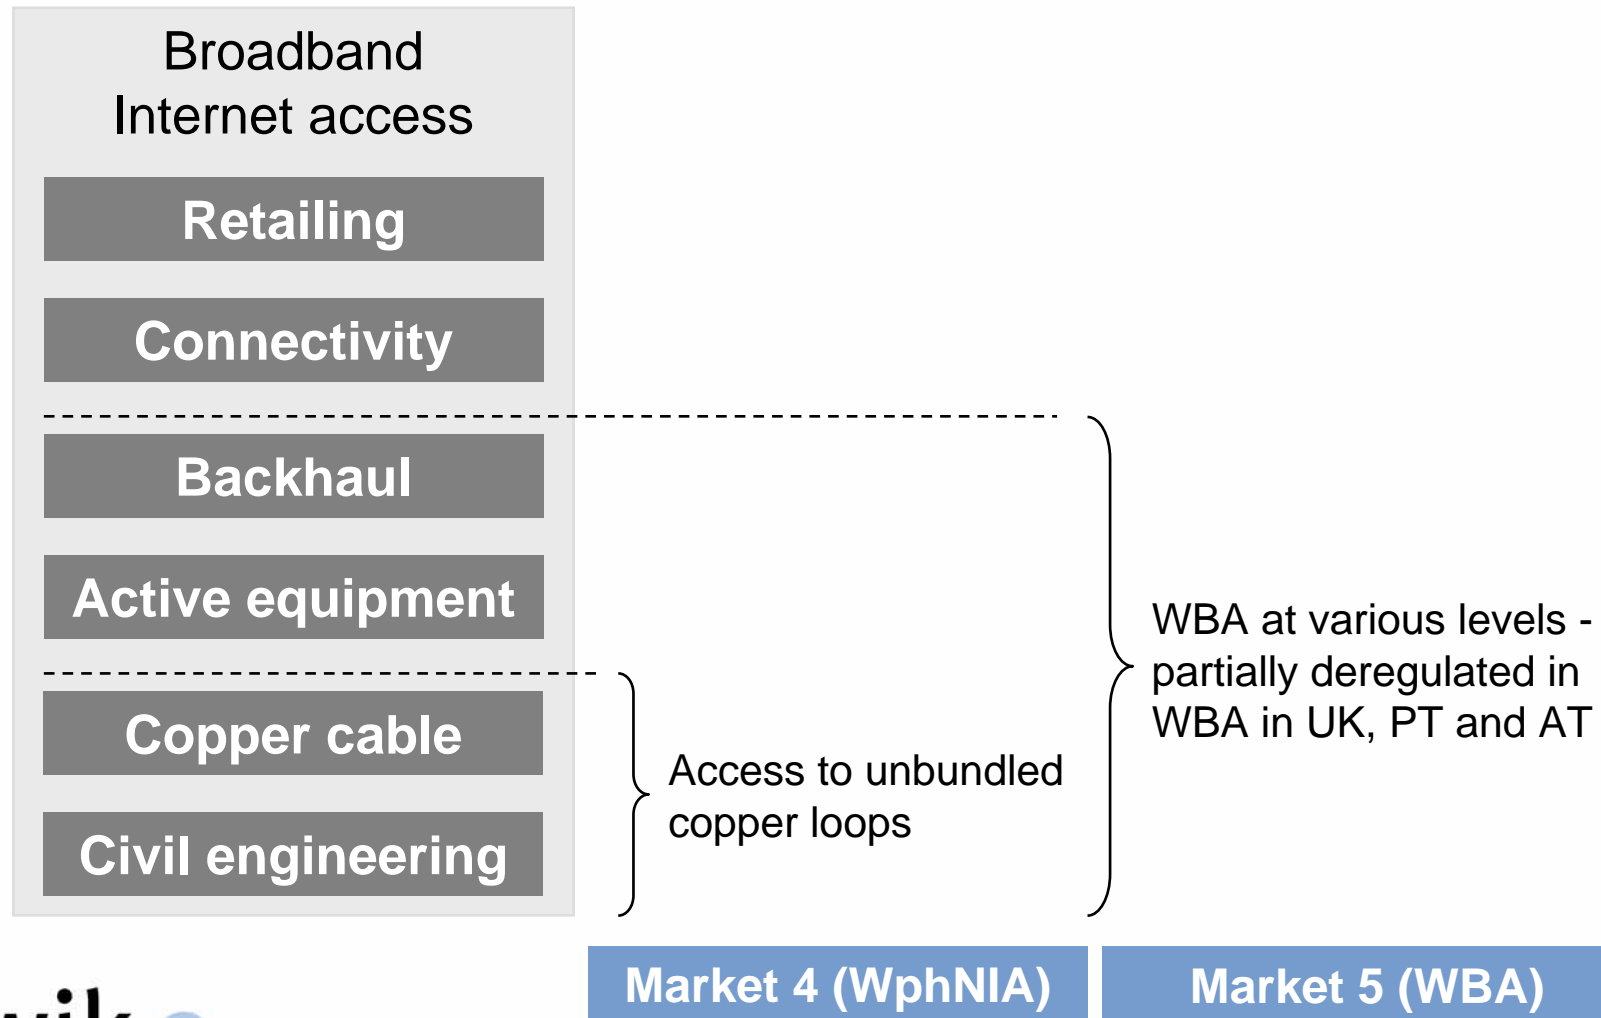 Broadband
Internet access
Retailing
Connectivity
Backhaul
Active equipment
Copper cable
Civil engineering
Access to unbundled
copper loops
WBA at various levels -
partially deregulated in
WBA in UK, PT and AT
Market 4 (WphNIA)
Market 5 (WBA)